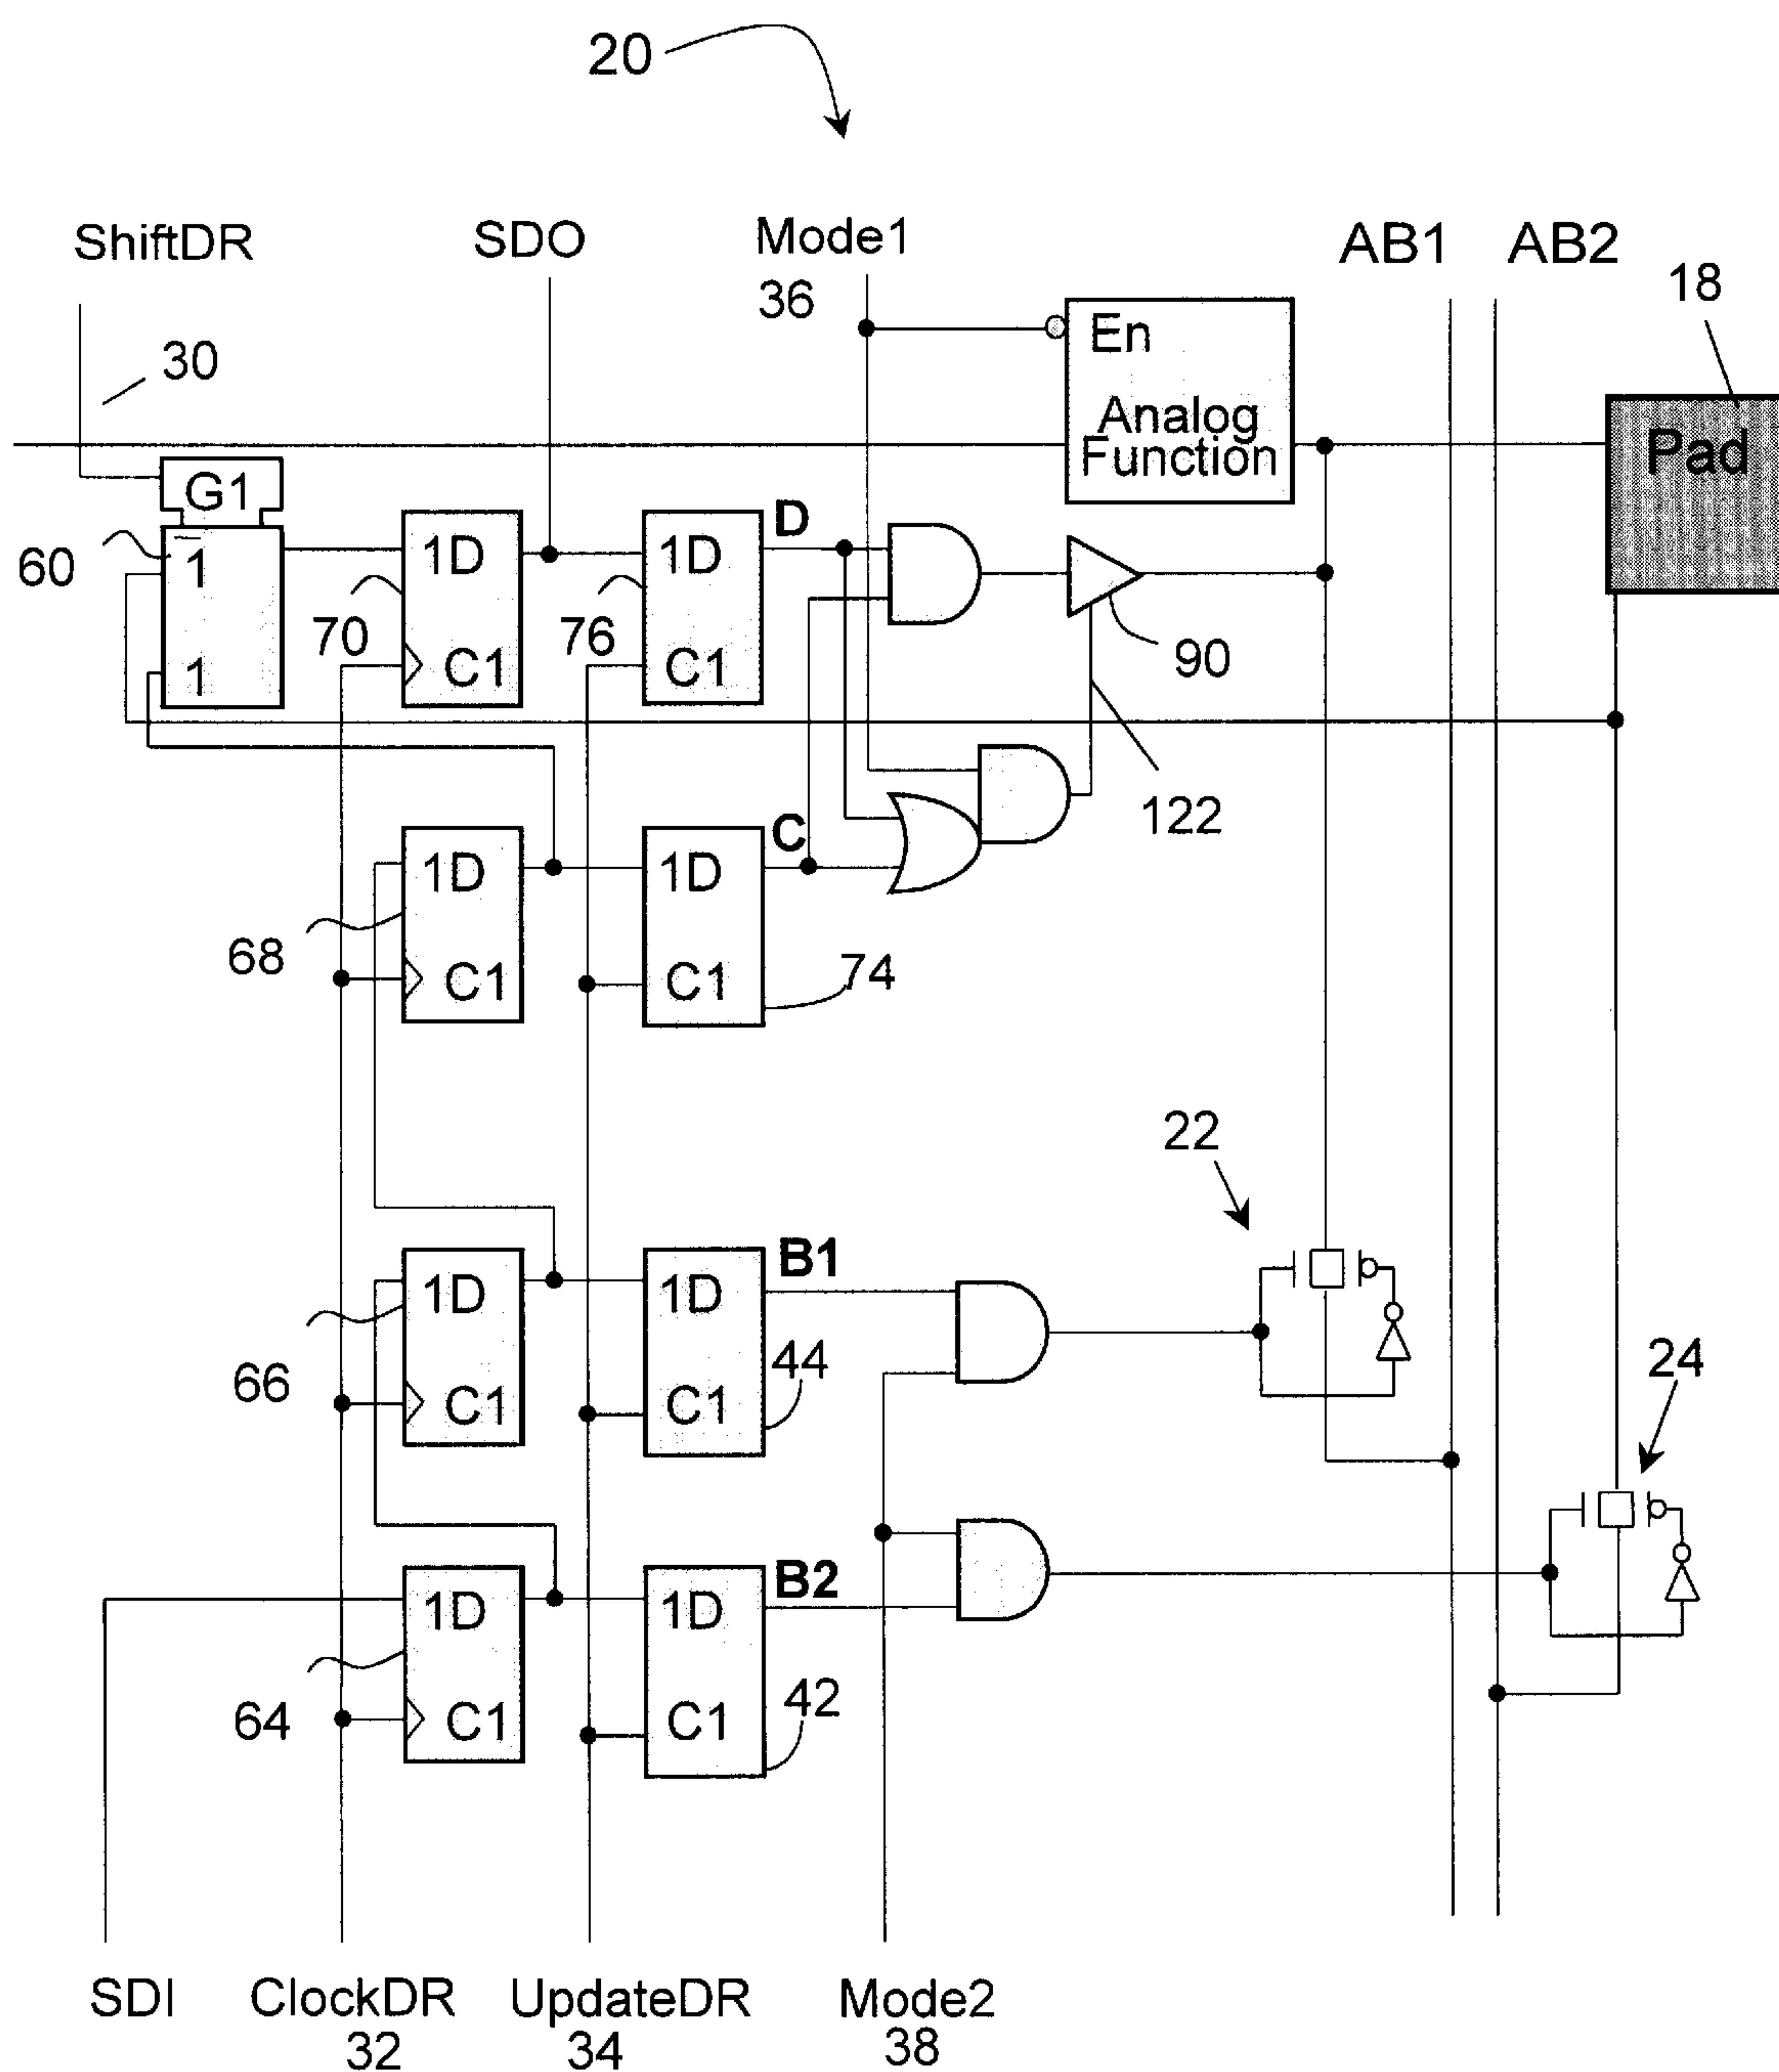 20
ShiftDR
SDO
Mode1
36
AB1
AB2
18
30
En
Analog
Function
Pad
G1
60
1
1
1D
C1
70
1D
C1
76
D
90
122
1D
C1
68
1D
C1
74
C
22
1D
C1
66
1D
C1
44
B1
24
1D
C1
64
1D
C1
42
B2
SDI
ClockDR
32
UpdateDR
34
Mode2
38